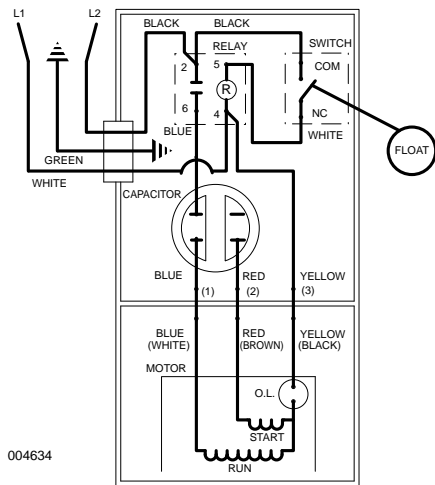 L1
L2
BLACK
BLACK
RELAY
SWITCH
2
5
COM
R
6
4
NC
BLUE
WHITE
FLOAT
GREEN
WHITE
CAPACITOR
BLUE
RED
YELLOW
(1)
(2)
(3)
BLUE
(WHITE)
RED
(BROWN)
YELLOW
(BLACK)
MOTOR
O.L.
START
RUN
004634